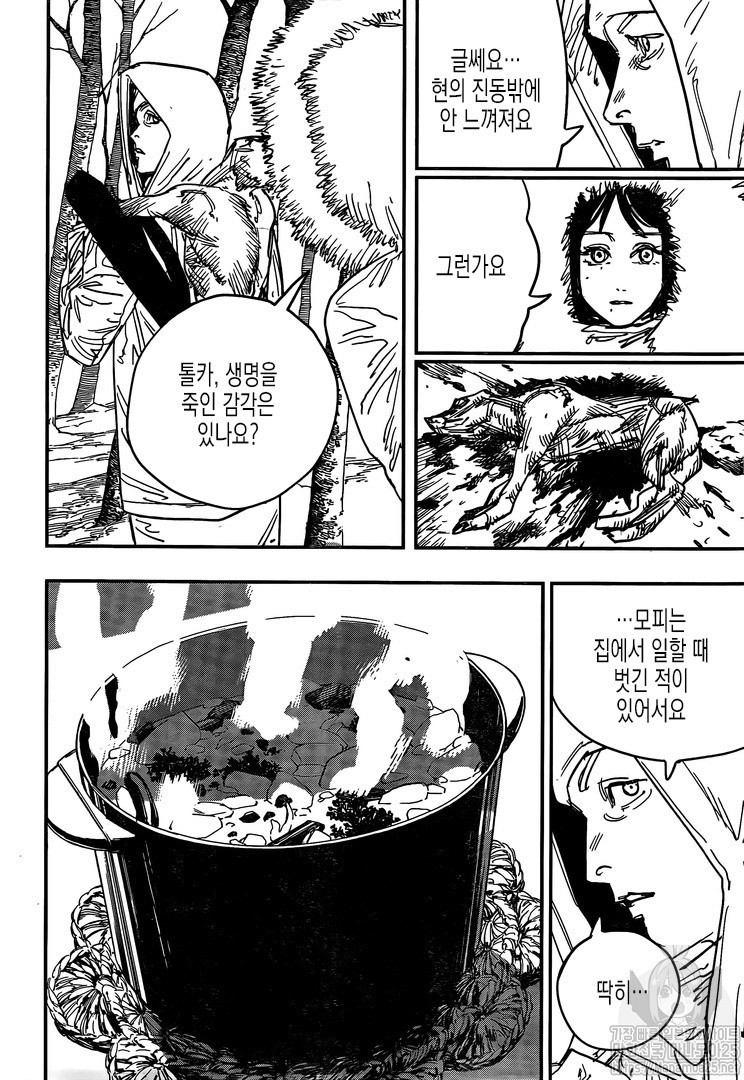 톨카, 생명을
죽인 감각은
있나요?
글쎄요…
현의 진동밖에
안 느껴져요
그런가요
…모피는
집에서 일할 때
벗긴 적이
있어서요
딱히…